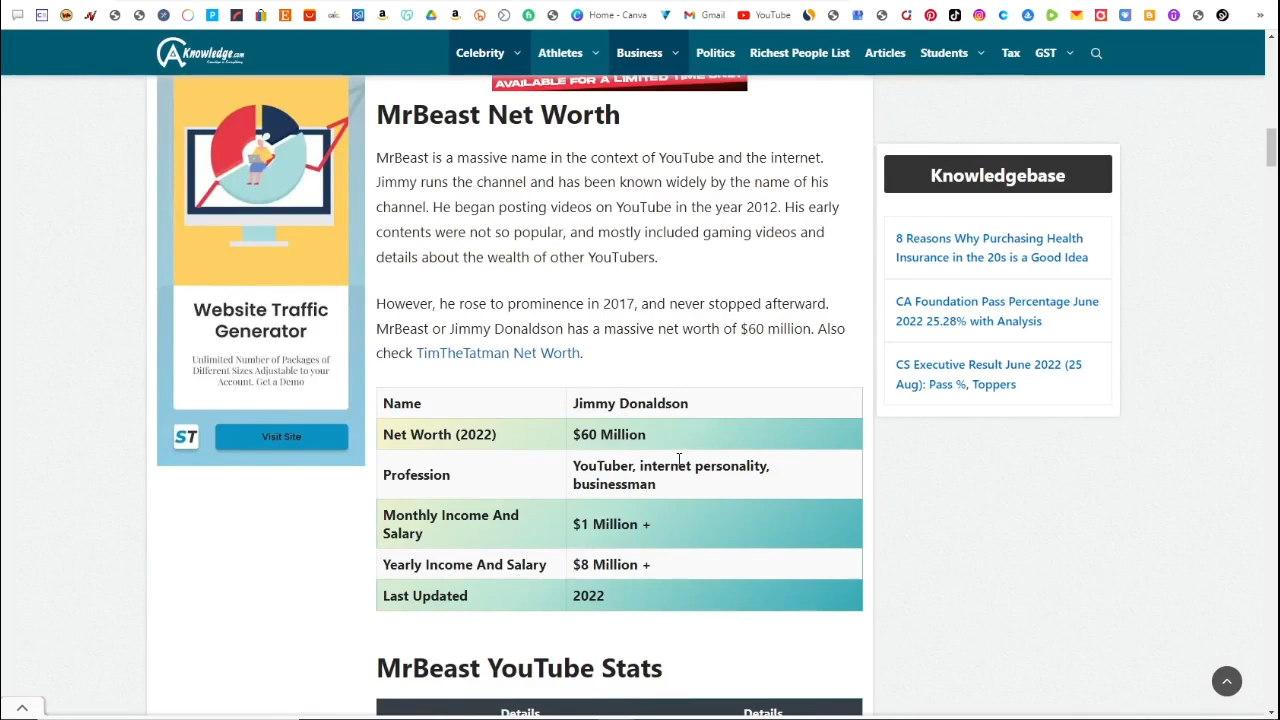 Home - Canva
Gmail
YouTube
»
CAKnowledge.com
Celebrity Athletes Business Politics Richest People List Articles Students Tax GST
AVAILABLE FOR A LIMITED TIME ONLY
MrBeast Net Worth
MrBeast is a massive name in the context of YouTube and the internet.
Jimmy runs the channel and has been known widely by the name of his
channel. He began posting videos on YouTube in the year 2012. His early
contents were not so popular, and mostly included gaming videos and
details about the wealth of other YouTubers.
However, he rose to prominence in 2017, and never stopped afterward.
MrBeast or Jimmy Donaldson has a massive net worth of $60 million. Also
check TimTheTatman Net Worth.
Name Jimmy Donaldson
Net Worth (2022) $60 Million
Profession YouTuber, internet personality,
businessman
Monthly Income And
Salary $1 Million +
Yearly Income And Salary $8 Million +
Last Updated 2022
MrBeast YouTube Stats
Details Details
Website Traffic
Generator
Unlimited Number of Packages of
Different Sizes Adjustable to your
Account. Get a Demo
ST
Visit Site
Knowledgebase
8 Reasons Why Purchasing Health
Insurance in the 20s is a Good Idea
CA Foundation Pass Percentage June
2022 25.28% with Analysis
CS Executive Result June 2022 (25
Aug): Pass %, Toppers